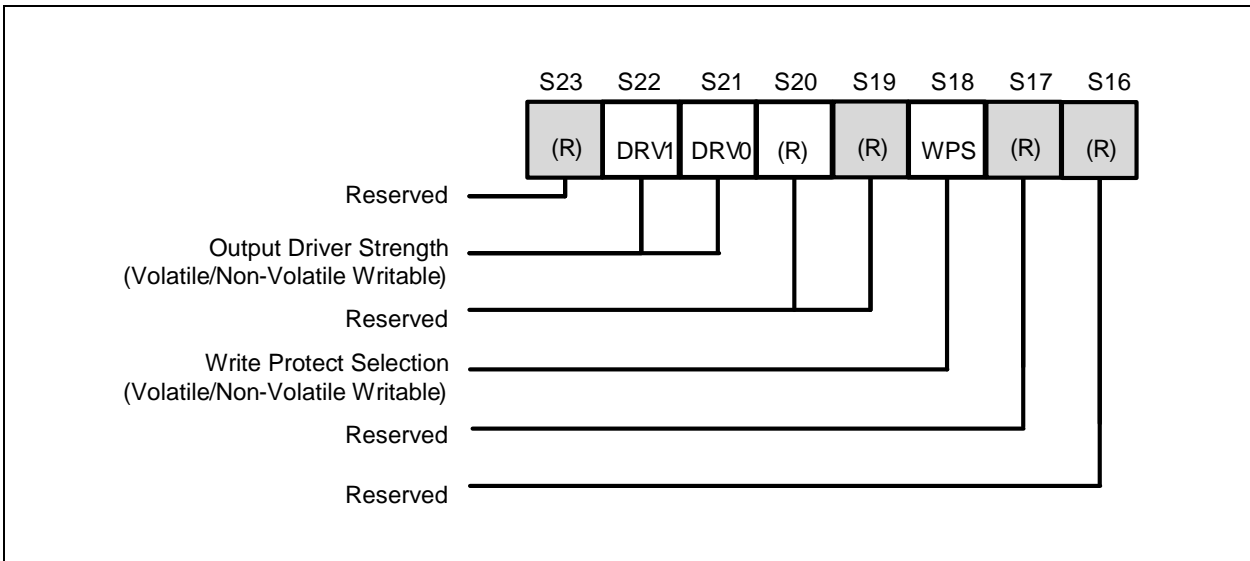 S23 S22 S21 S20 S19 S18 S17 S16
(R) DRV1 DRV0 (R) (R) WPS (R) (R)
Reserved
Output Driver Strength
(Volatile/Non-Volatile Writable)
Reserved
Write Protect Selection
(Volatile/Non-Volatile Writable)
Reserved
Reserved